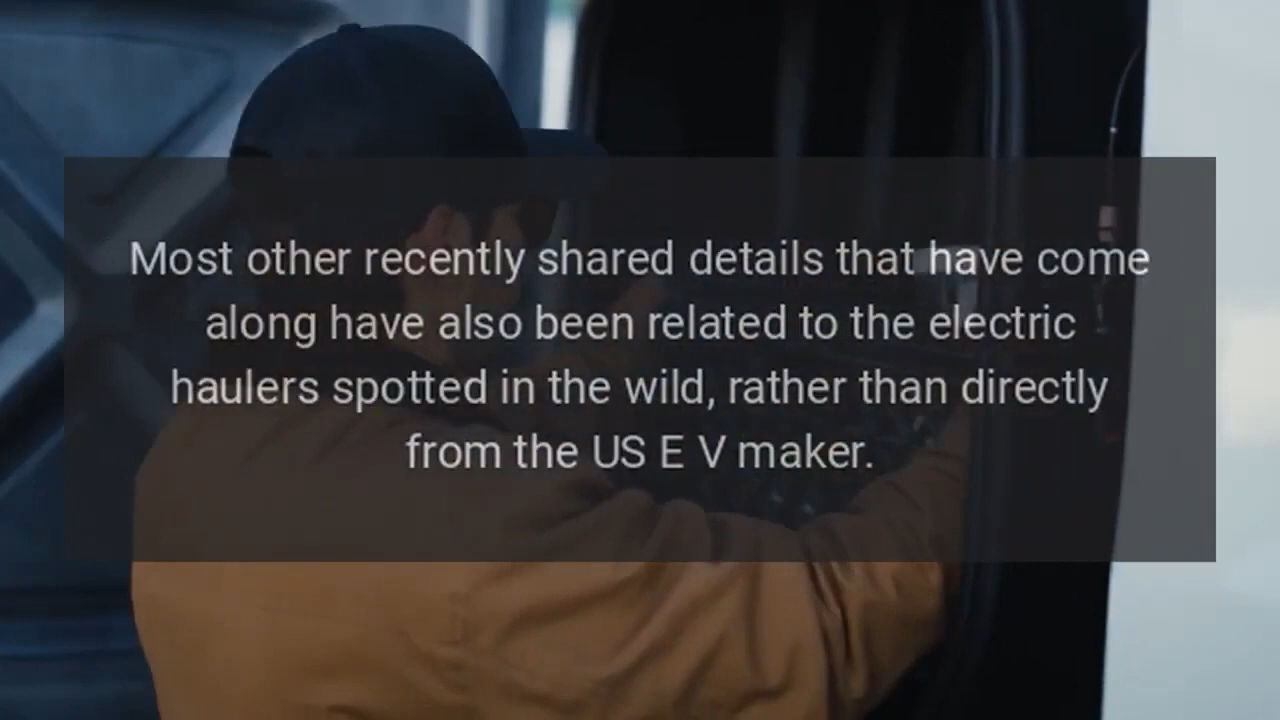 Most other recently shared details that have come
along have also been related to the electric
haulers spotted in the wild, rather than directly
from the US E V maker.